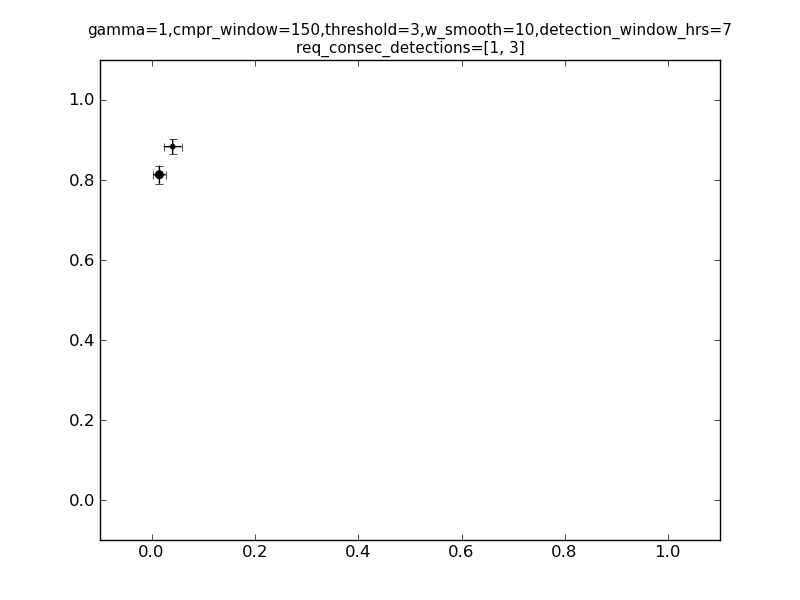 gamma=1,cmpr_window=150,threshold=3,w_smooth=10,detection_window_hrs=7
req_consec_detections=[1, 3]
1.0
0.8
0.6
0.4
0.2
0.0
0.0 0.2 0.4 0.6 0.8 1.0